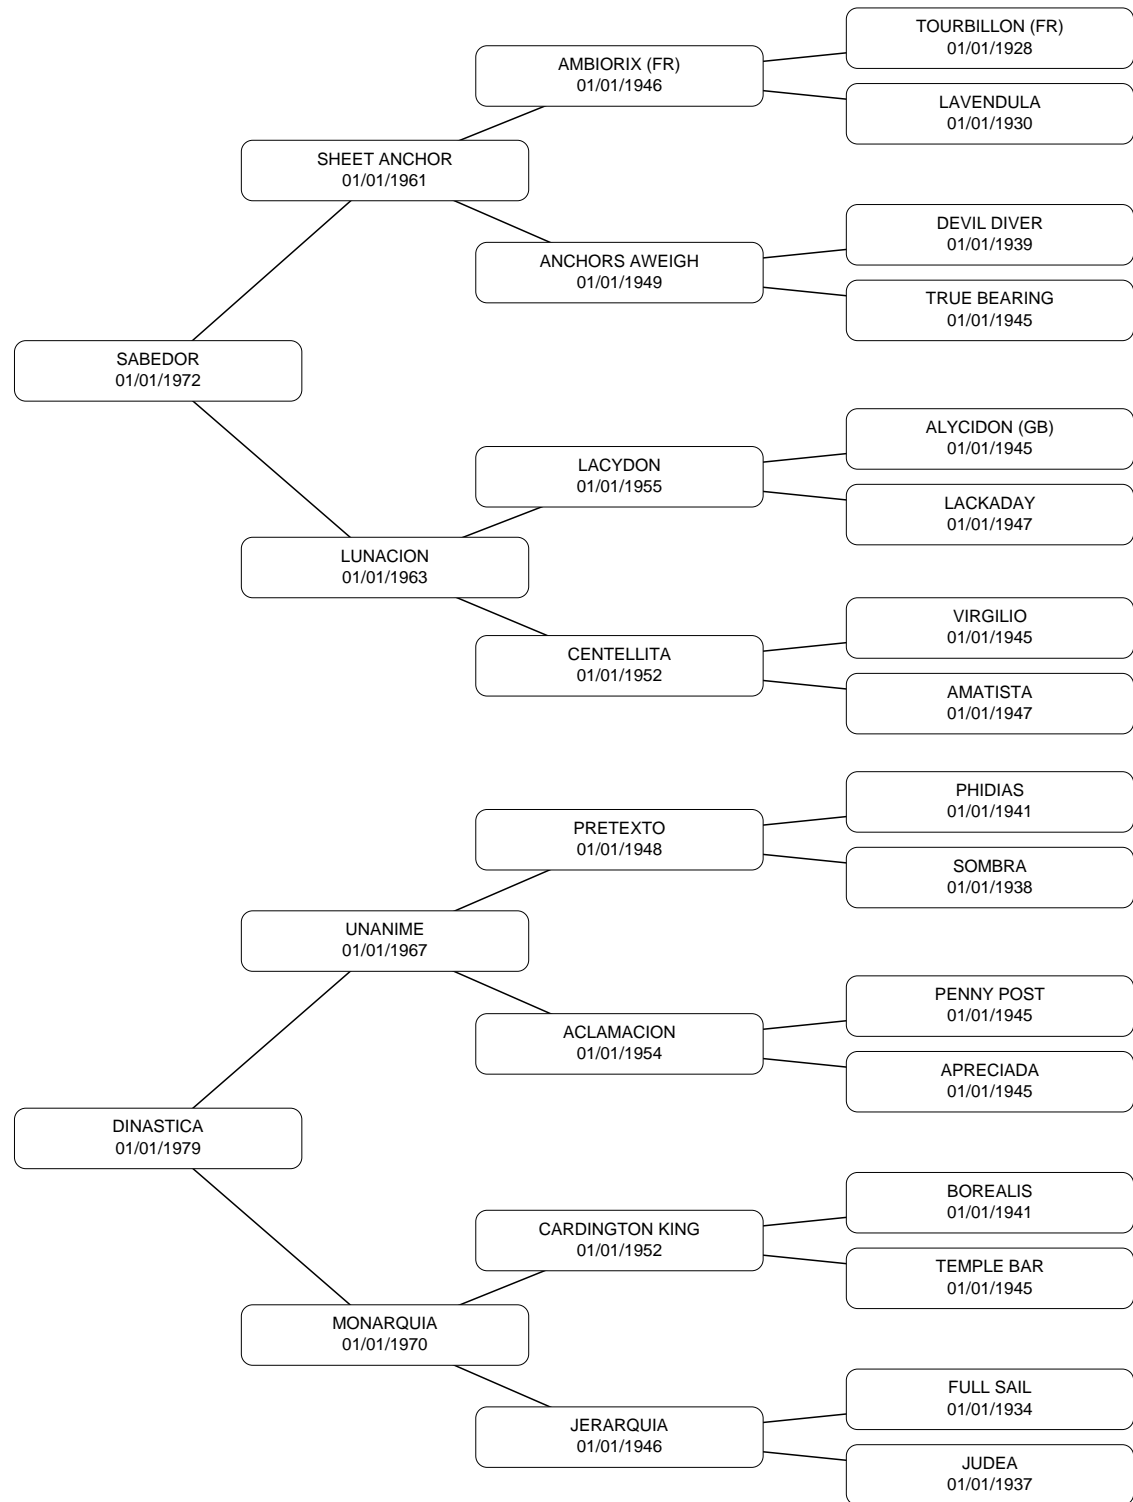 TOURBILLON (FR)
01/01/1928
AMBIORIX (FR)
01/01/1946
LAVENDULA
01/01/1930
SHEET ANCHOR
01/01/1961
DEVIL DIVER
01/01/1939
ANCHORS AWEIGH
01/01/1949
TRUE BEARING
01/01/1945
SABEDOR
01/01/1972
ALYCIDON (GB)
01/01/1945
LACYDON
01/01/1955
LACKADAY
01/01/1947
LUNACION
01/01/1963
VIRGILIO
01/01/1945
CENTELLITA
01/01/1952
AMATISTA
01/01/1947
PHIDIAS
01/01/1941
PRETEXTO
01/01/1948
SOMBRA
01/01/1938
UNANIME
01/01/1967
PENNY POST
01/01/1945
ACLAMACION
01/01/1954
APRECIADA
01/01/1945
DINASTICA
01/01/1979
BOREALIS
01/01/1941
CARDINGTON KING
01/01/1952
TEMPLE BAR
01/01/1945
MONARQUIA
01/01/1970
FULL SAIL
01/01/1934
JERARQUIA
01/01/1946
JUDEA
01/01/1937